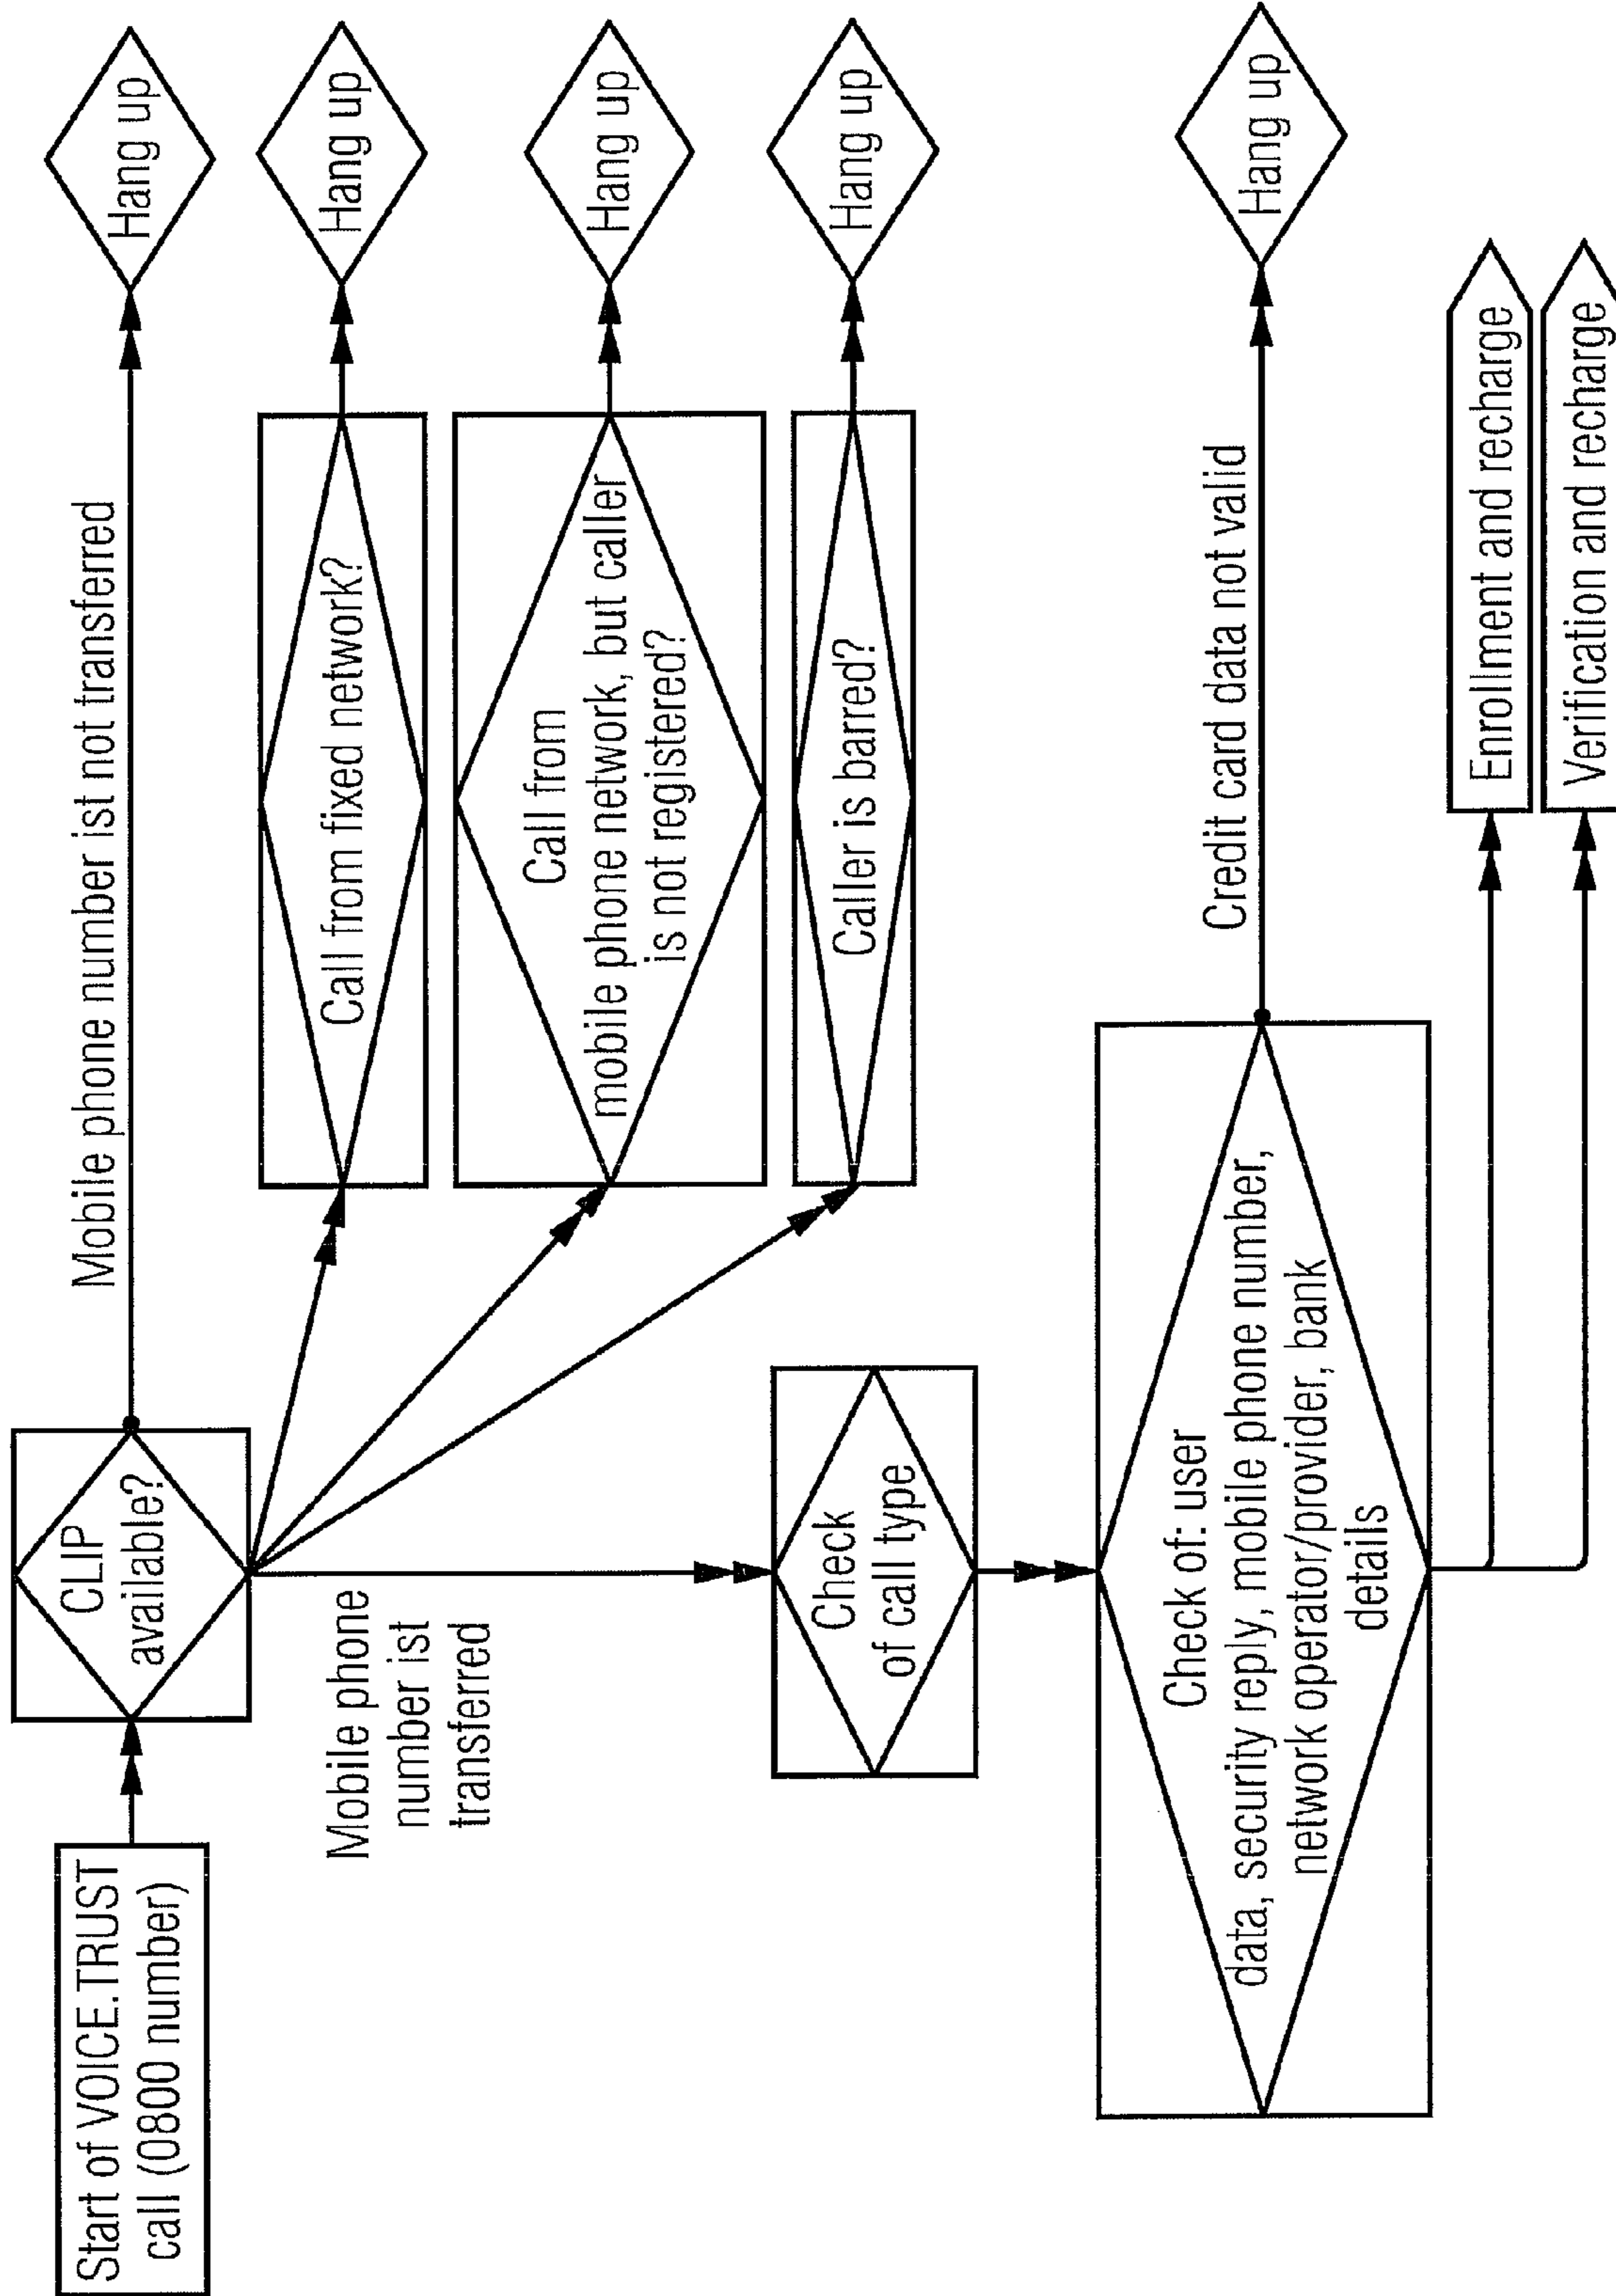 Start of VOICE.TRUST
call (0800 number)
CLIP
available?
Mobile phone number ist not transferred
Hang up
Call from fixed network?
Hang up
Call from
mobile phone network, but caller
is not registered?
Hang up
Caller is barred?
Hang up
Mobile phone
number ist
transferred
Check
of call type
Check of: user
data, security reply, mobile phone number,
network operator/provider, bank
details
Credit card data not valid
Hang up
Enrollment and recharge
Verification and recharge